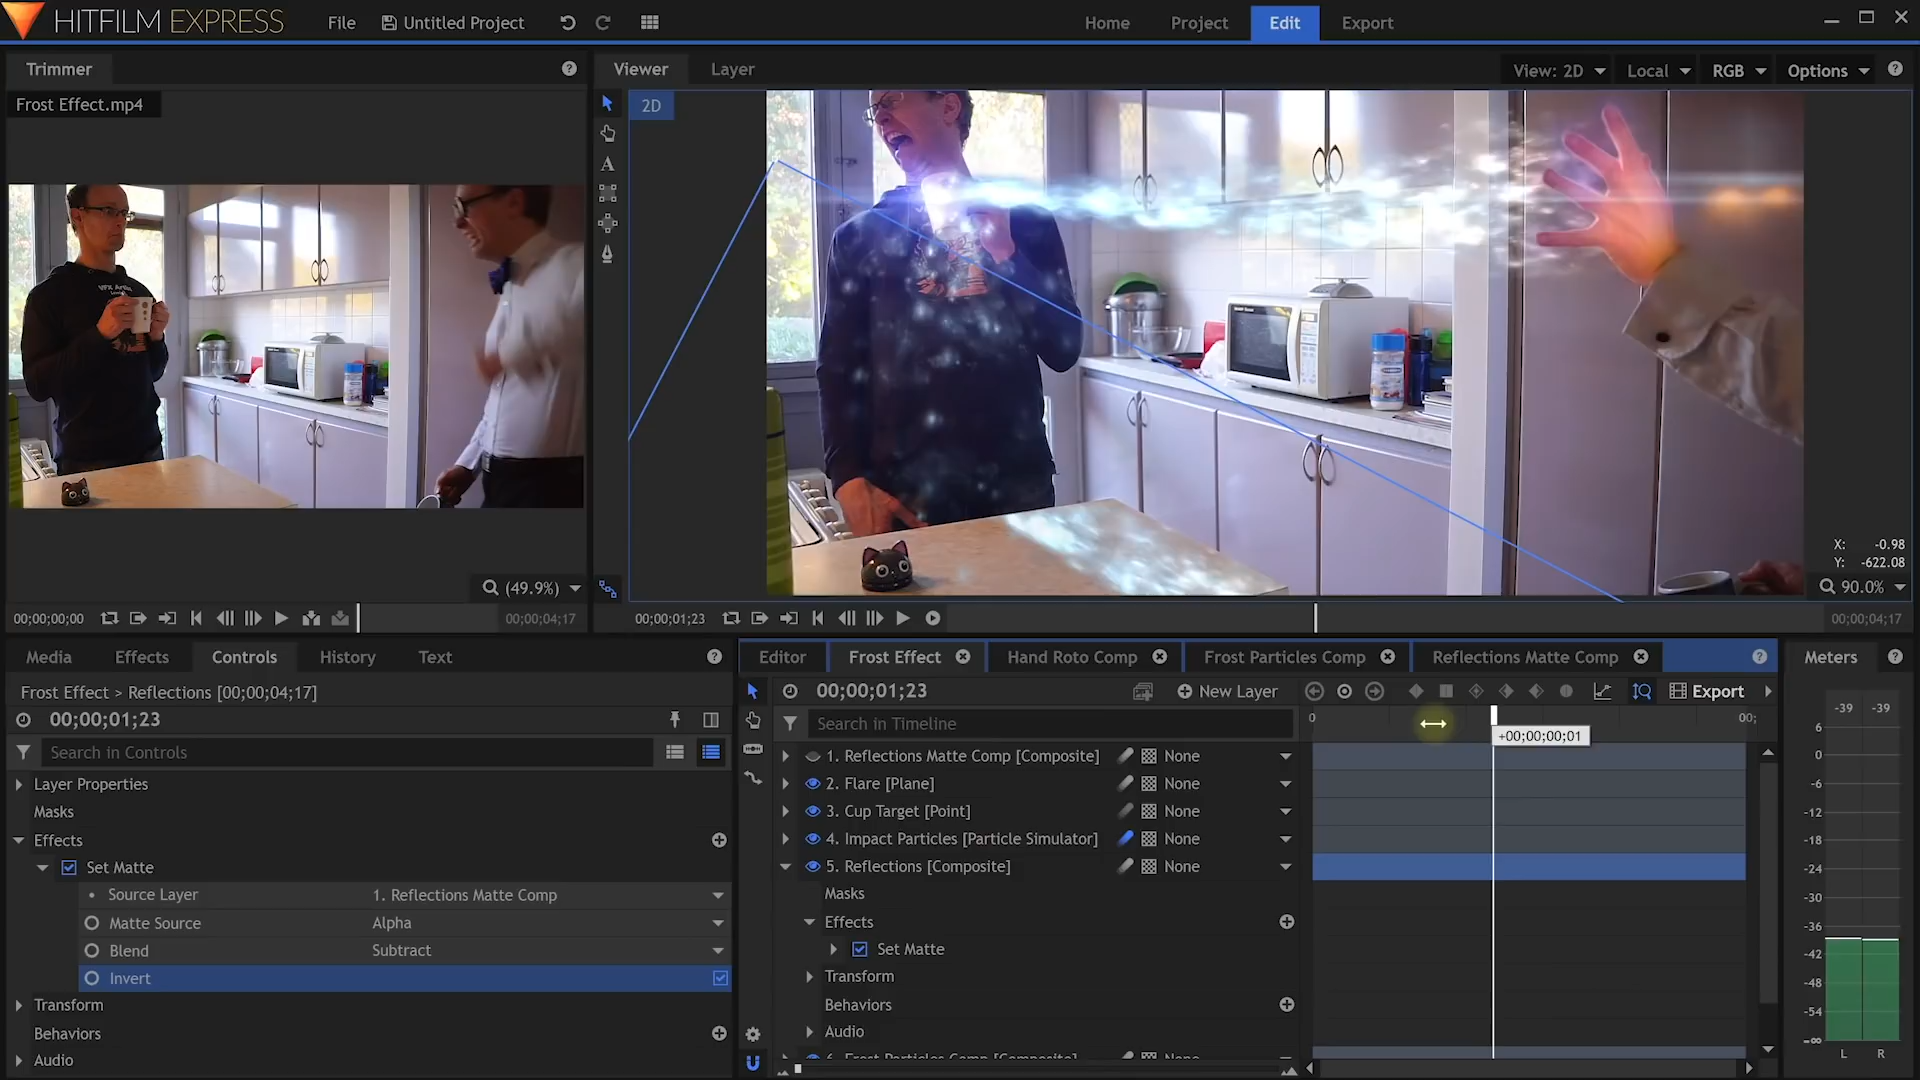 HITFILM EXPRESS
File
Untitled Project
Home
Project
Edit
Export
Trimmer
Frost Effect.mp4
(49.9%)
00;00;00;00
00;00;04;17
Viewer
Layer
View: 2D
Local
RGB
Options
2D
X: -0.98
Y: -622.08
90.0%
00;00;01;23
00;00;04;17
Media
Effects
Controls
History
Text
Frost Effect > Reflections [00;00;04;17]
00;00;01;23
Search in Controls
Layer Properties
Masks
Effects
Set Matte
Source Layer
1. Reflections Matte Comp
Matte Source
Alpha
Blend
Subtract
Invert
Transform
Behaviors
Audio
Editor
Frost Effect
Hand Roto Comp
Frost Particles Comp
Reflections Matte Comp
00;00;01;23
New Layer
Export
Search in Timeline
0
00;
+00;00;00;01
1. Reflections Matte Comp [Composite]
None
2. Flare [Plane]
None
3. Cup Target [Point]
None
4. Impact Particles [Particle Simulator]
None
5. Reflections [Composite]
None
Masks
Effects
Set Matte
Transform
Behaviors
Audio
6. Frost Particles Comp [Composite]
None
Meters
-39
-39
6
0
-6
-12
-18
-24
-30
-36
-42
-48
-54
-∞
L
R